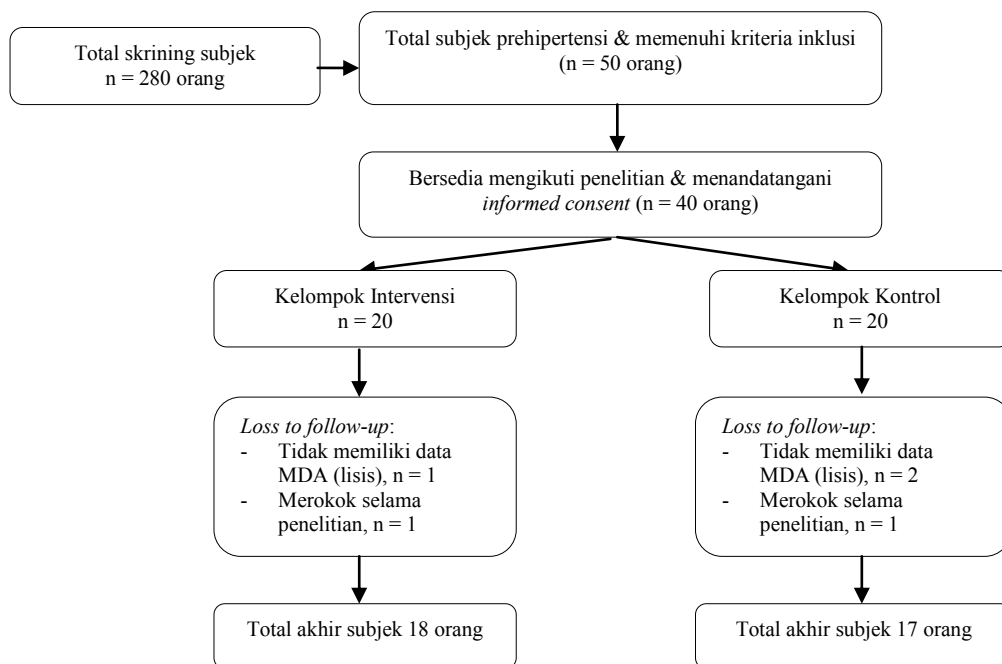 Total skrining subjek
n = 280 orang
Total subjek prehipertensi & memenuhi kriteria inklusi
(n = 50 orang)
Bersedia mengikuti penelitian & menandatangani
informed consent (n = 40 orang)
Kelompok Intervensi
n = 20
Kelompok Kontrol
n = 20
Loss to follow-up:
- Tidak memiliki data
MDA (lisis), n = 1
- Merokok selama
penelitian, n = 1
Loss to follow-up:
- Tidak memiliki data
MDA (lisis), n = 2
- Merokok selama
penelitian, n = 1
Total akhir subjek 18 orang
Total akhir subjek 17 orang